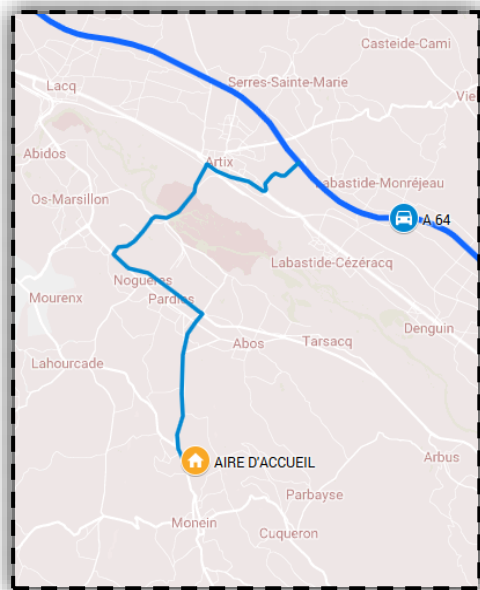 Casteide-Cami
Serres-Sainte-Marie
Lacq
Vie
Abidos
Artix
Labastide-Monréjeau
Os-Marsillon
A 64
Labastide-Cézéracq
Noguères
Mourenx
Pardies
Denguin
Abos
Tarsacq
Lahourcade
Arbus
AIRE D'ACCUEIL
Parbayse
Monein
Cuqueron